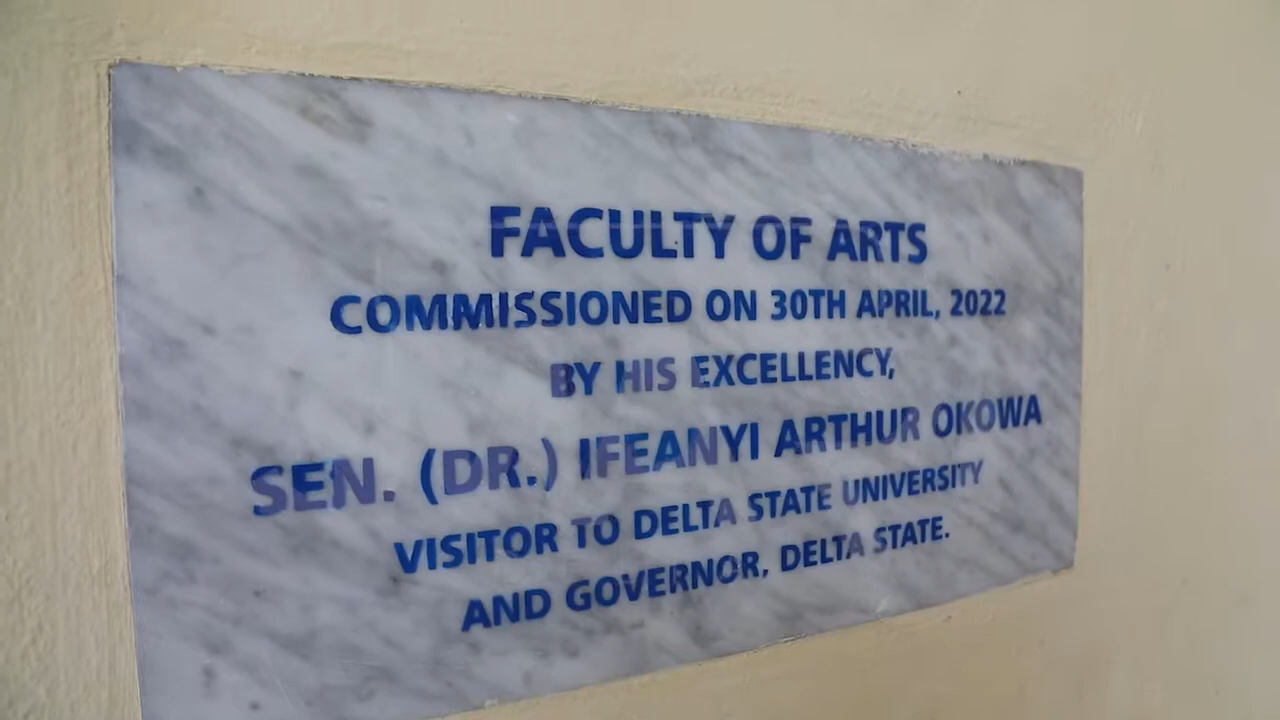 FACULTY OF ARTS
COMMISSIONED ON 30TH APRIL, 2022
BY HIS EXCELLENCY,
SEN. (DR.) IFEANYI ARTHUR OKOWA
VISITOR TO DELTA STATE UNIVERSITY
AND GOVERNOR, DELTA STATE.